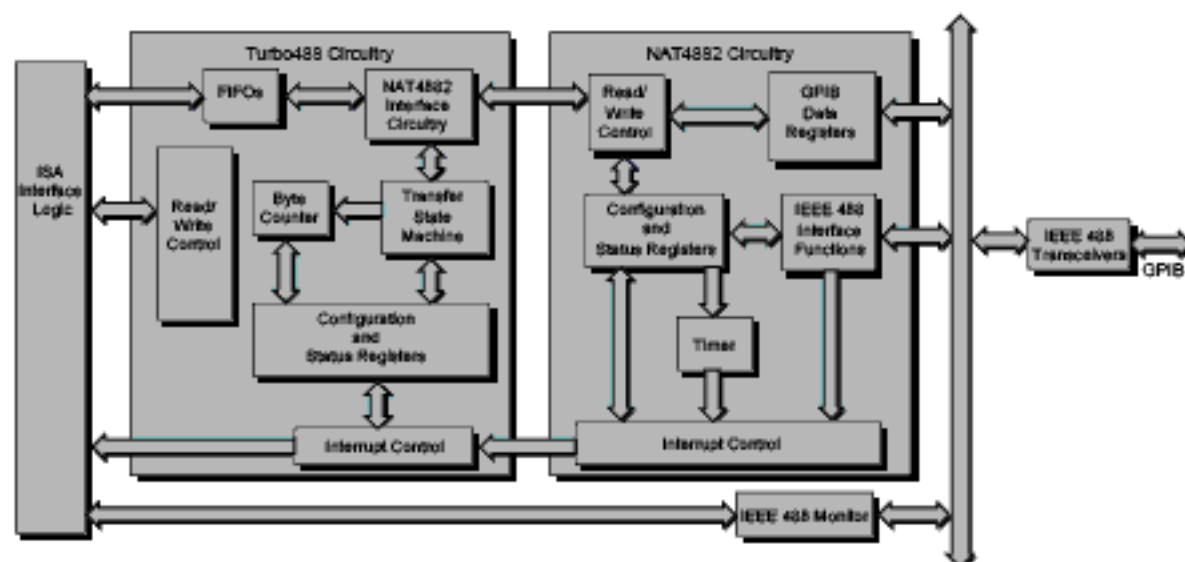 Turbo488 Circuitry
NAT4882 Circuitry
ISA
Interface
Logic
FIFOs
NAT4882
Interface
Circuitry
Read/
Write
Control
GPIB
Data
Registers
Read/
Write
Control
Byte
Counter
Transfer
State
Machine
Configuration
and
Status Registers
IEEE 488
Interface
Functions
IEEE 488
Transceivers
GPIB
Configuration
and
Status Registers
Timer
Interrupt Control
Interrupt Control
IEEE 488 Monitor